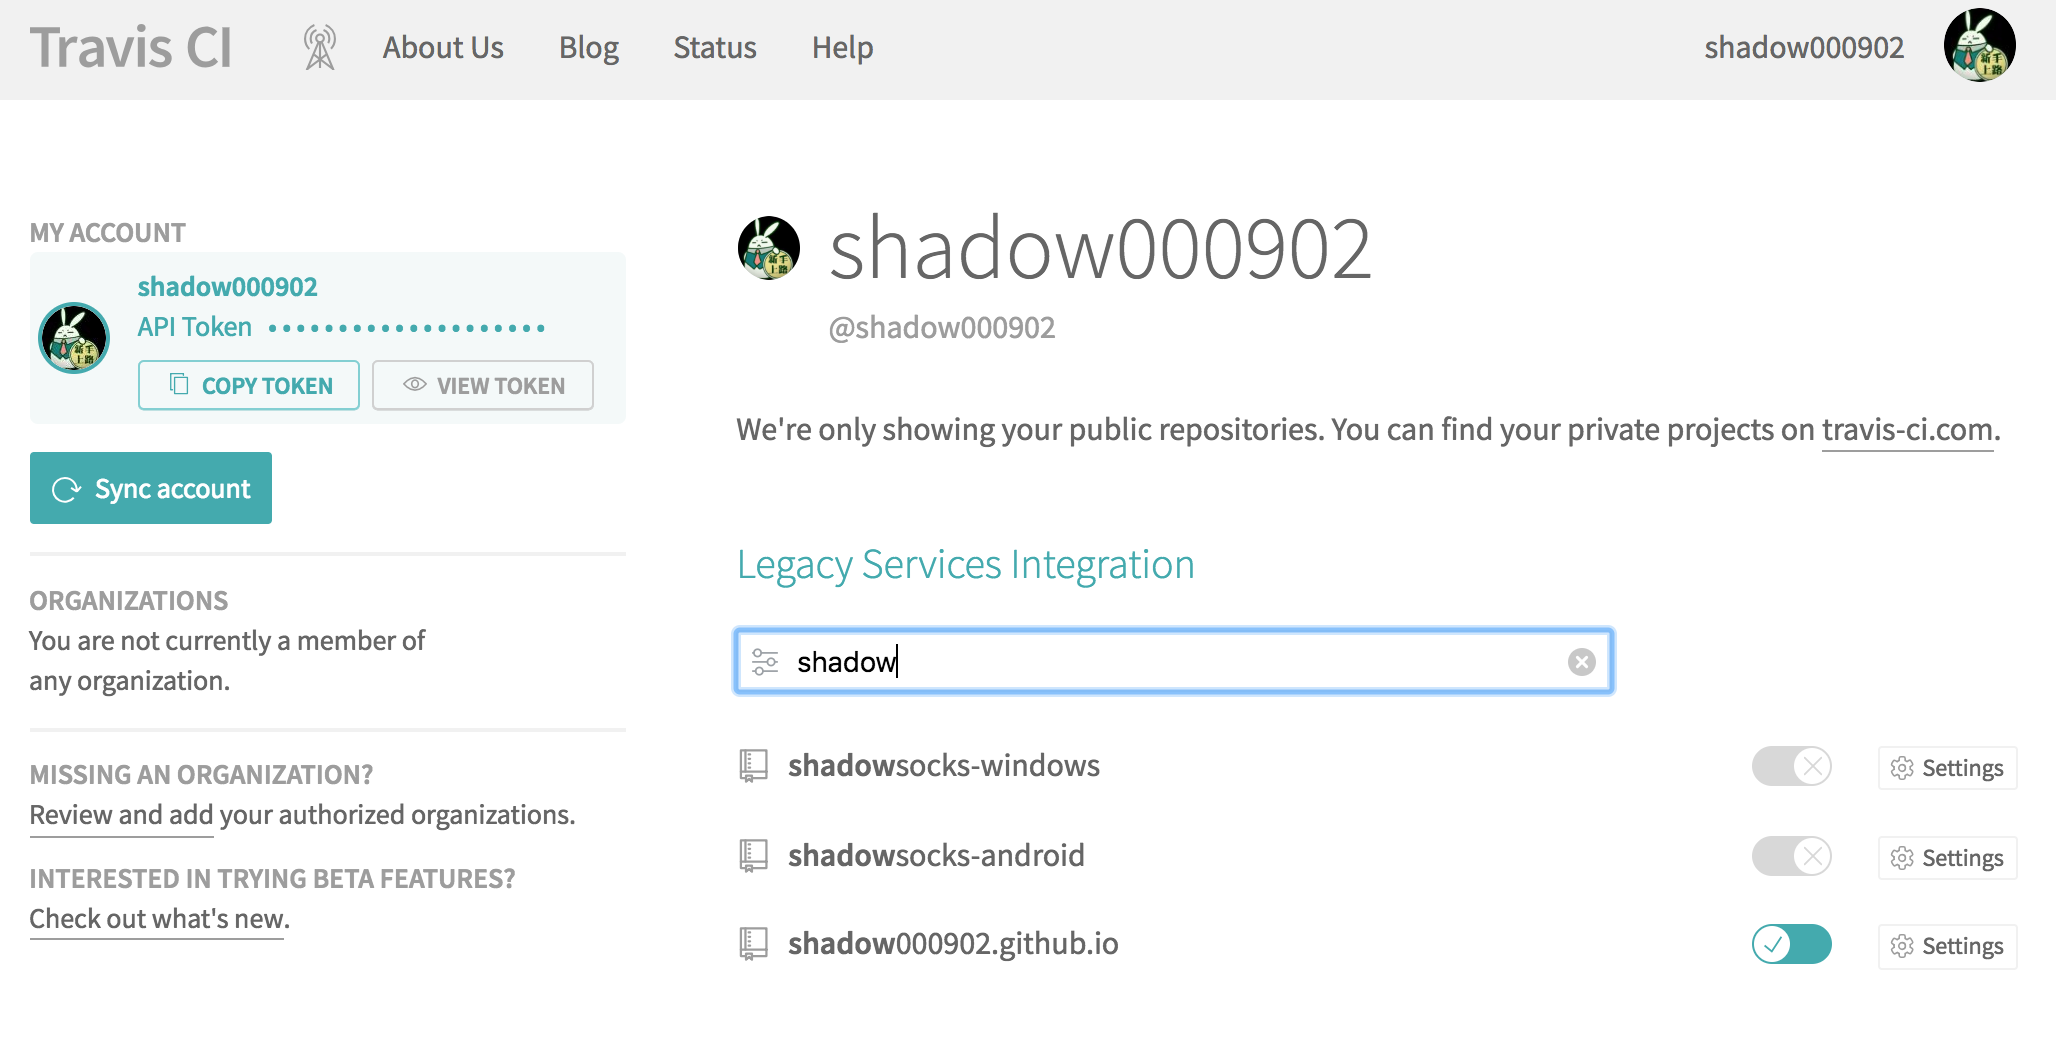 Travis CI About Us Blog Status Help shadow000902
MY ACCOUNT
shadow000902
API Token
COPY TOKEN VIEW TOKEN
Sync account
ORGANIZATIONS
You are not currently a member of
any organization.
MISSING AN ORGANIZATION?
Review and add your authorized organizations.
INTERESTED IN TRYING BETA FEATURES?
Check out what's new.
新手
上路
shadow000902
@shadow000902
We're only showing your public repositories. You can find your private projects on travis-ci.com.
Legacy Services Integration
shadow
shadowsocks-windows Settings
shadowsocks-android Settings
shadow000902.github.io Settings